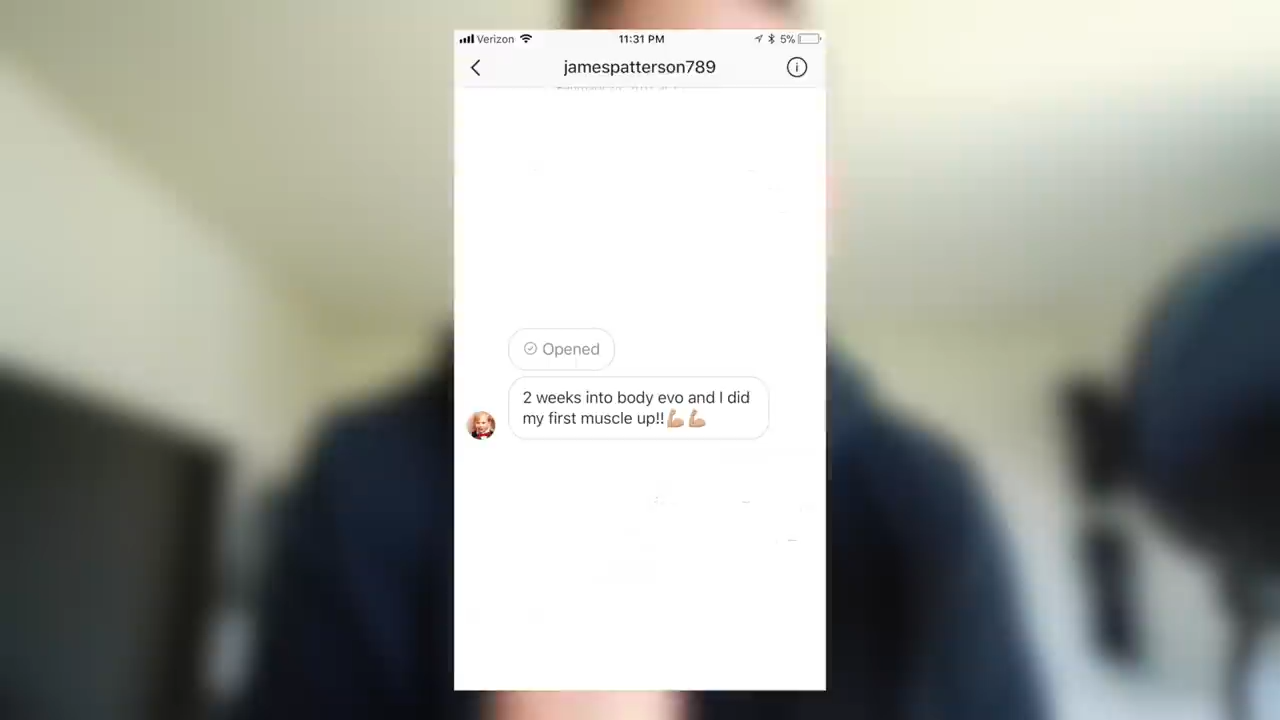 Verizon 11:31 PM 5%
jamespatterson789
Opened
2 weeks into body evo and I did
my first muscle up!!💪🏼💪🏼